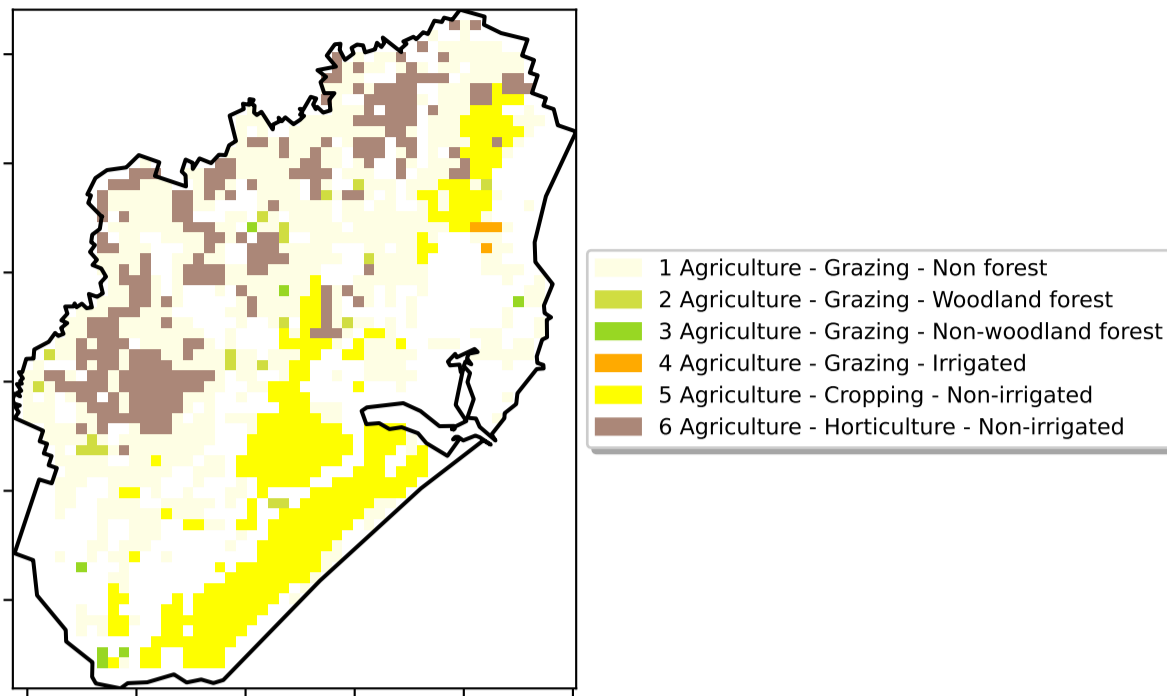 1 Agriculture - Grazing - Non forest
2 Agriculture - Grazing - Woodland forest
3 Agriculture - Grazing - Non-woodland forest
4 Agriculture - Grazing - Irrigated
5 Agriculture - Cropping - Non-irrigated
6 Agriculture - Horticulture - Non-irrigated